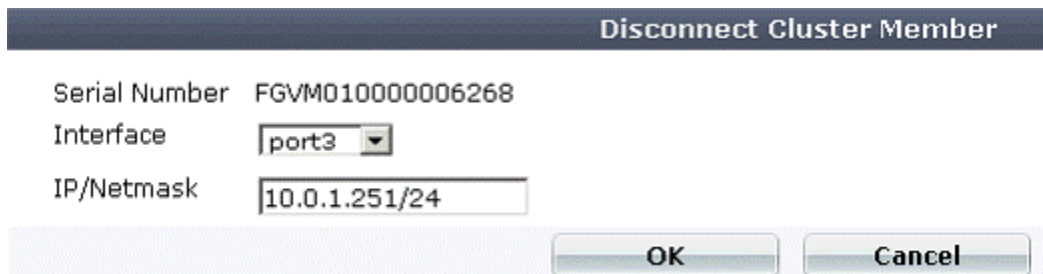 Disconnect Cluster Member
Serial Number FGVM010000006268
Interface port3
IP/Netmask 10.0.1.251/24
OK Cancel